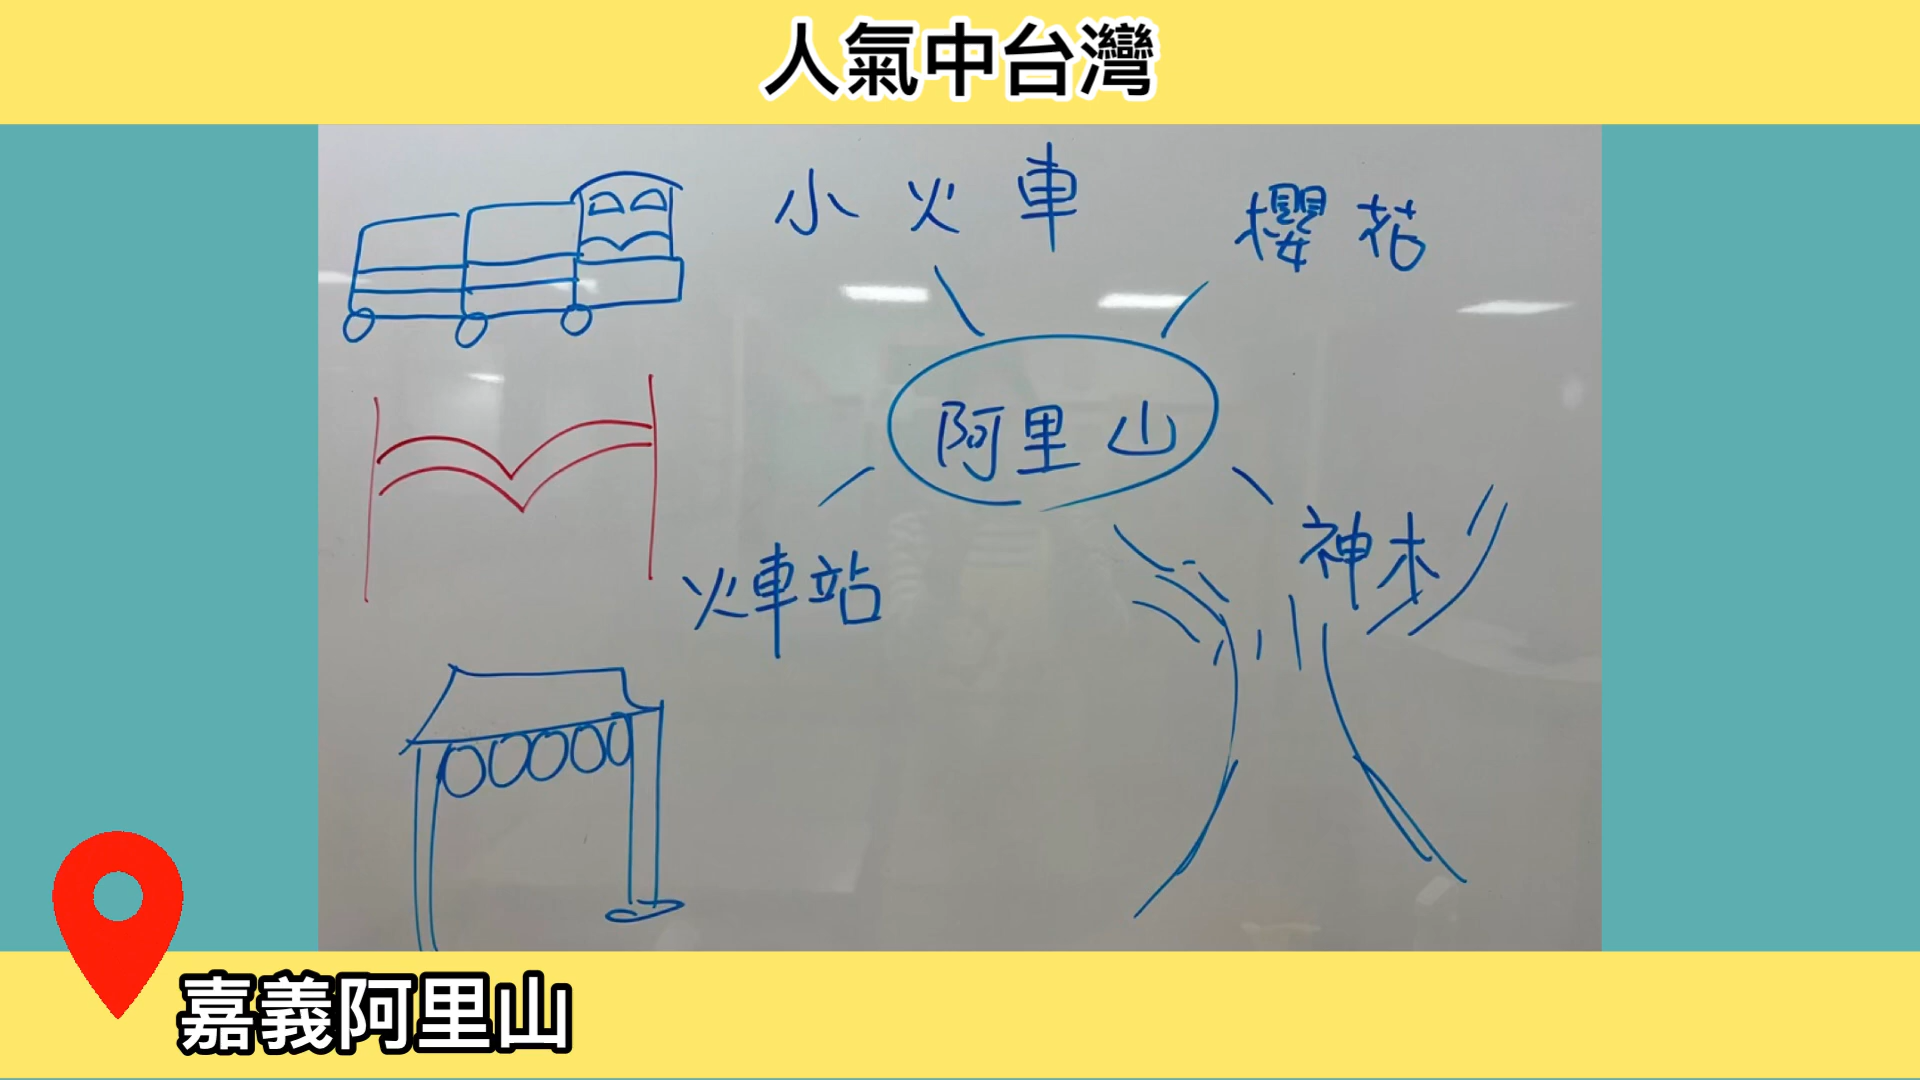 人氣中台灣
小火車
櫻花
阿里山
神木
火車站
嘉義阿里山